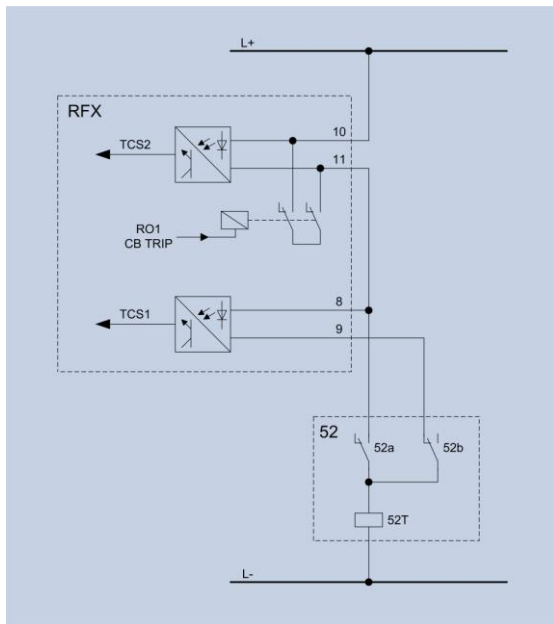 L+
RFX
10
TCS2
11
RO1
CB TRIP
8
TCS1
9
52
52a
52b
52T
L-